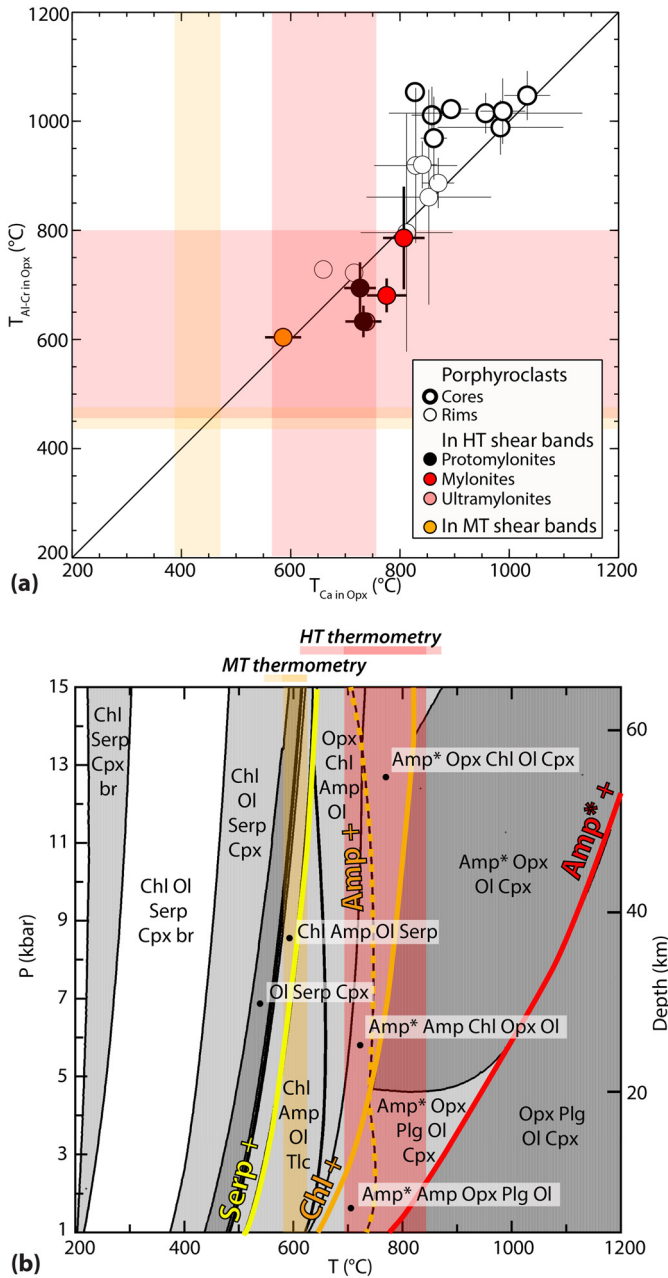 1200
1000
800
600
400
200
T Al-Cr in Opx (°C)
Porphyroclasts
Cores
Rims
In HT shear bands
Protomylonites
Mylonites
Ultramylonites
In MT shear bands
200 400 600 800 1000 1200
(a)
T Ca in Opx (°C)
HT thermometry
MT thermometry
15
13
11
9
7
5
3
1
P (kbar)
60
40
20
Depth (km)
Chl
Serp
Cpx
br
Chl Ol
Serp
Cpx br
Chl
Ol
Serp
Cpx
Opx
Chl
Amp
Ol
Amp* Opx Chl Ol Cpx
Amp +
Amp* +
Amp* Opx
Ol Cpx
Chl Amp Ol Serp
Ol Serp Cpx
Amp* Amp Chl Opx Ol
Chl
Amp
Ol
Tlc
Amp* Opx
Plg Ol
Cpx
Opx Plg
Ol Cpx
Serp +
Chl +
Amp* Amp Opx Plg Ol
200 400 600 800 1000 1200
(b)
T (°C)